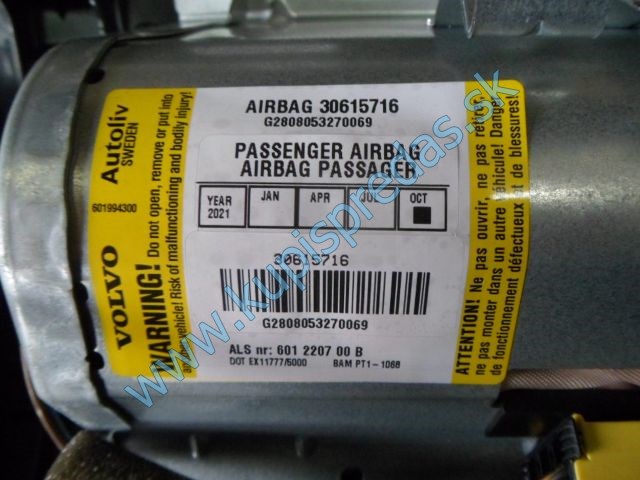 Autoliv
SWEDEN
601994300
VOLVO
WARNING! Do not open, remove or put into
another vehicle! Risk of malfunctioning and bodily injury!
AIRBAG 30615716
G2808053270069
PASSENGER AIRBAG
AIRBAG PASSAGER
YEAR 2021 JAN APR JUL OCT
30615716
G2808053270069
ALS nr: 601 2207 00 B
DOT EX11777/5000 BAM PT1-1068
ATTENTION! Ne pas ouvrir, ne pas retirer,
ne pas monter dans un autre véhicule! Danger
de fonctionnement défectueux et de blessures!
www.kupispredas.sk